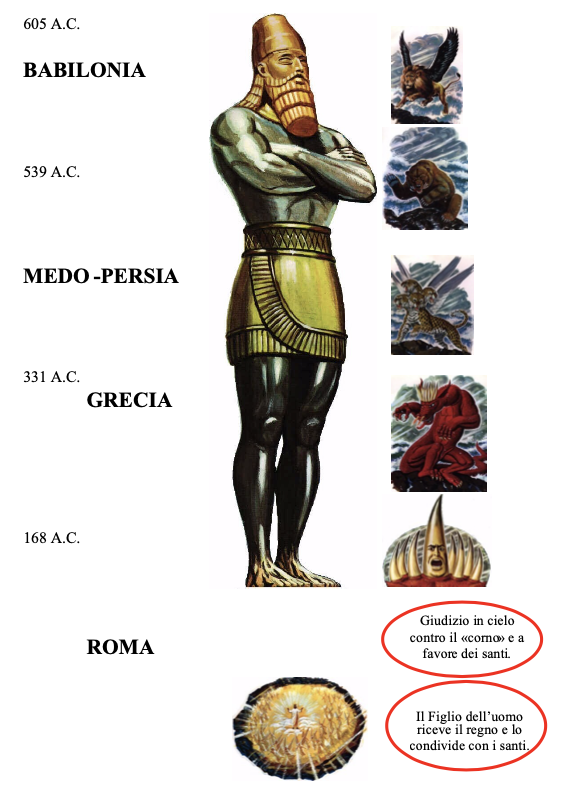 605 A.C.
BABILONIA
539 A.C.
MEDO -PERSIA
331 A.C.
GRECIA
168 A.C.
ROMA
Giudizio in cielo
contro il «corno» e a
favore dei santi.
Il Figlio dell’uomo
riceve il regno e lo
condivide con i santi.